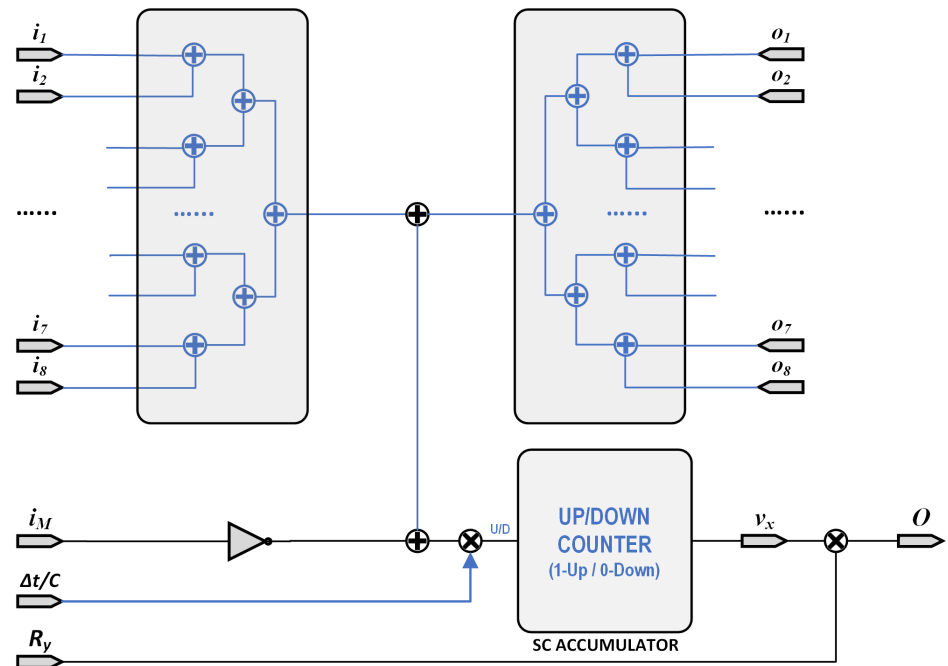 i1
o1
i2
o2
......
......
......
......
i7
o7
i8
o8
iM
U/D
UP/DOWN
COUNTER
(1-Up / 0-Down)
vx
O
Δt/C
SC ACCUMULATOR
Ry